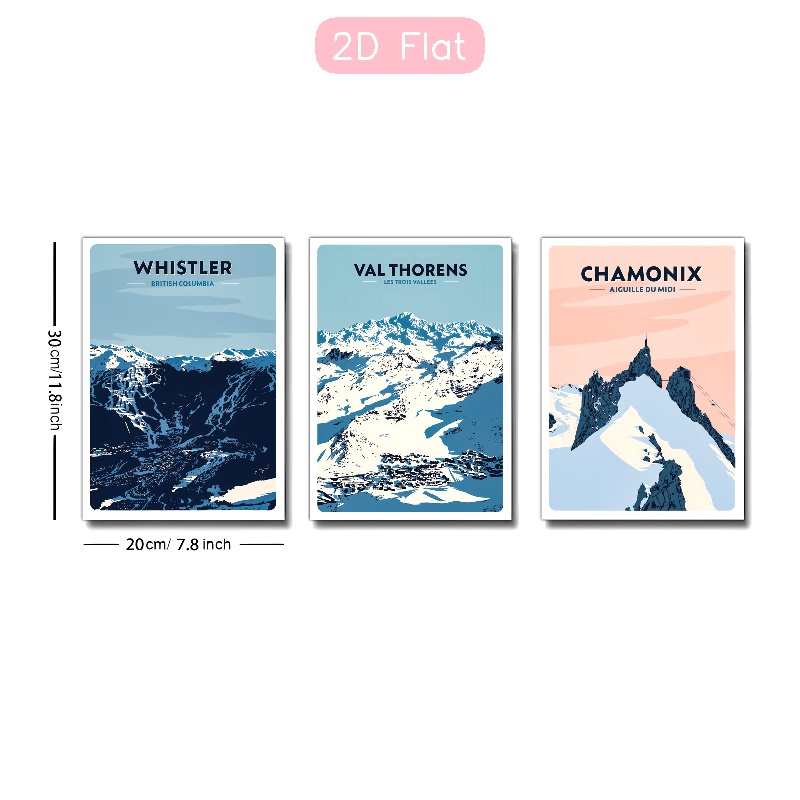 2D Flat
WHISTLER
BRITISH COLUMBIA
VAL THORENS
LES TROIS VALLEES
CHAMONIX
AIGUILLE DU MIDI
30cm/11.8inch
20cm/ 7.8 inch